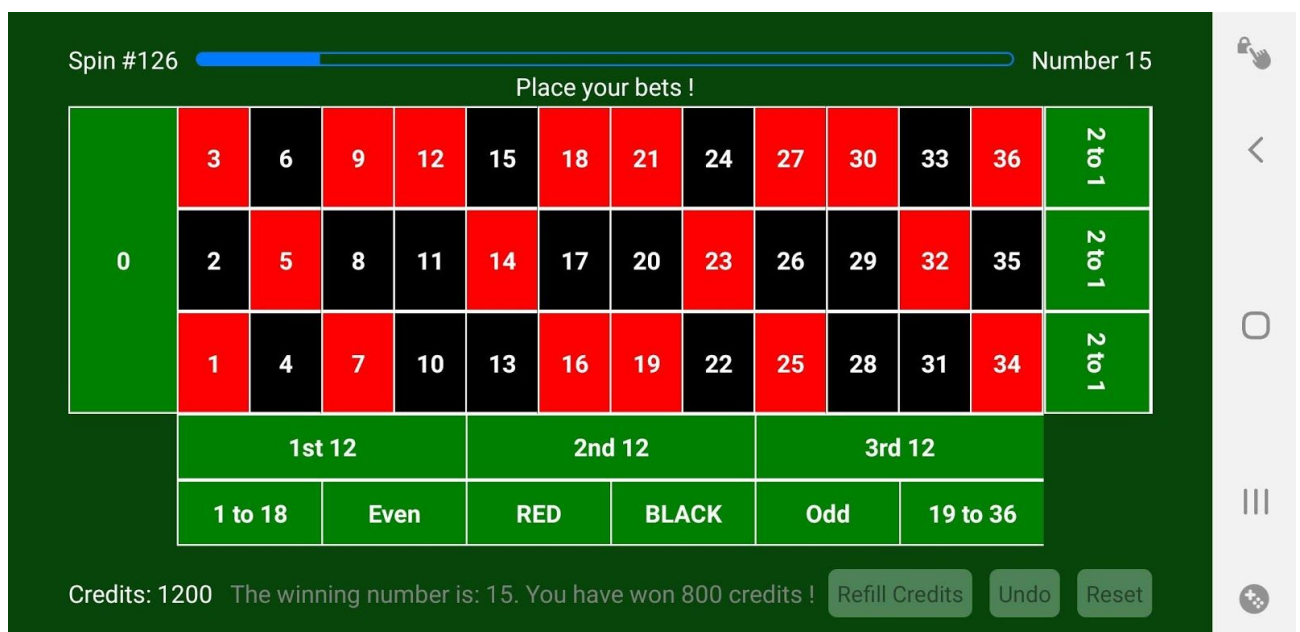 Spin #126 Number 15
Place your bets !
3 6 9 12 15 18 21 24 27 30 33 36 2 to 1
0 2 5 8 11 14 17 20 23 26 29 32 35 2 to 1
1 4 7 10 13 16 19 22 25 28 31 34 2 to 1
1st 12 2nd 12 3rd 12
1 to 18 Even RED BLACK Odd 19 to 36
Credits: 1200 The winning number is: 15. You have won 800 credits ! Refill Credits Undo Reset